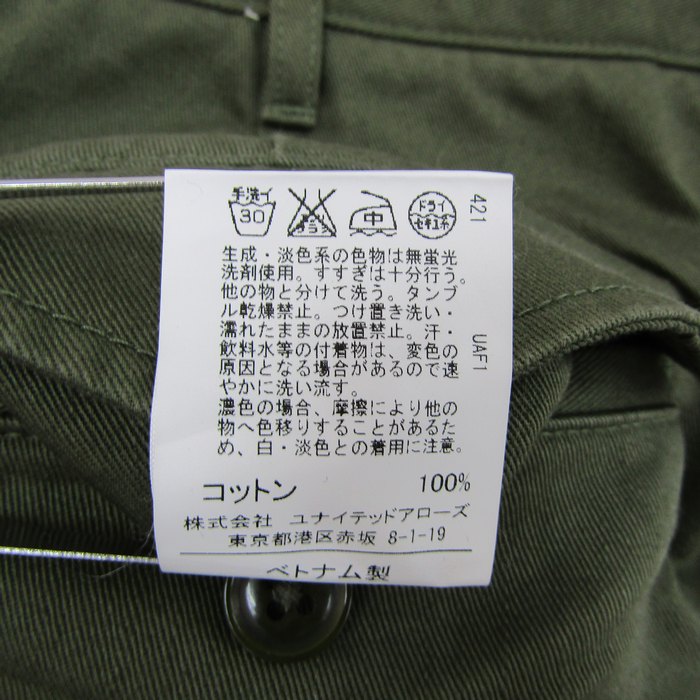 手洗イ
30
エンソサラシ
中
ドライ
セキユ系
421
生成・淡色系の色物は無蛍光
洗剤使用。すすぎは十分行う。
他の物と分けて洗う。タンブ
ル乾燥禁止。つけ置き洗い・
濡れたままの放置禁止。汗・
飲料水等の付着物は、変色の
原因となる場合があるので速
やかに洗い流す。
濃色の場合、摩擦により他の
物へ色移りすることがあるた
め、白・淡色との着用に注意。
UAF1
コットン 100%
株式会社 ユナイテッドアローズ
東京都港区赤坂 8-1-19
ベトナム製